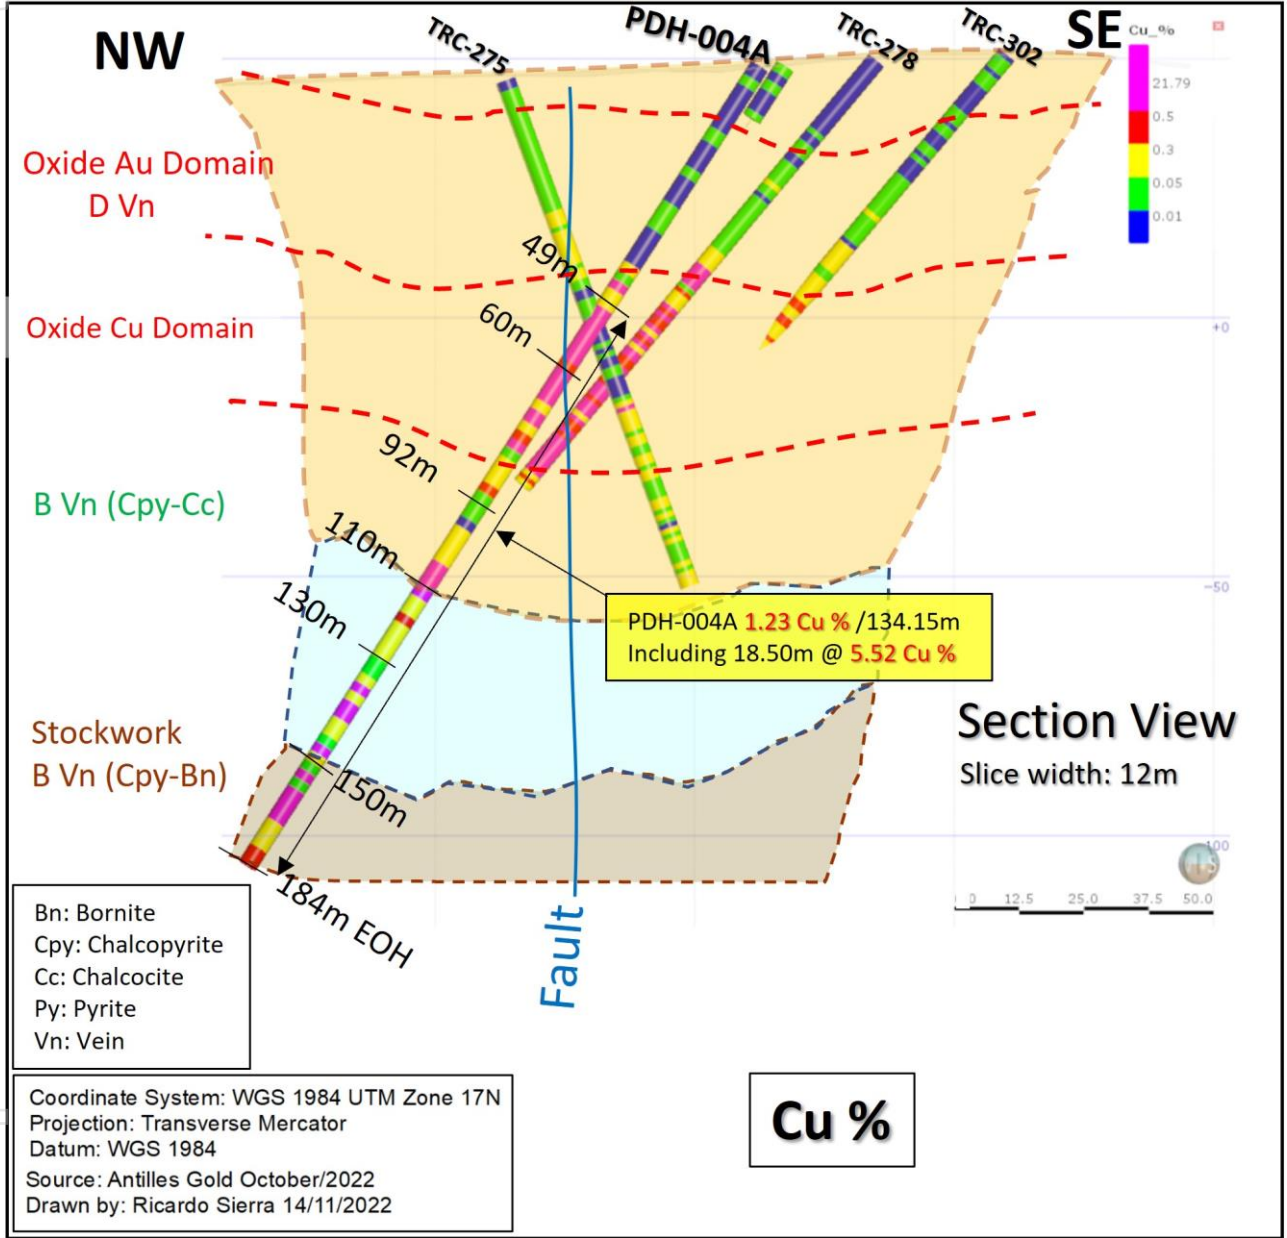 NW
TRC-275
PDH-004A
TRC-278
TRC-302
SE
Cu_%
21.79
0.5
0.3
0.05
0.01
Oxide Au Domain
D Vn
49m
60m
Oxide Cu Domain
+0
92m
B Vn (Cpy-Cc)
110m
130m
-50
PDH-004A 1.23 Cu % /134.15m
Including 18.50m @ 5.52 Cu %
Stockwork
B Vn (Cpy-Bn)
150m
Section View
Slice width: 12m
100
184m EOH
0 12.5 25.0 37.5 50.0
Fault
Bn: Bornite
Cpy: Chalcopyrite
Cc: Chalcocite
Py: Pyrite
Vn: Vein
Coordinate System: WGS 1984 UTM Zone 17N
Projection: Transverse Mercator
Datum: WGS 1984
Source: Antilles Gold October/2022
Drawn by: Ricardo Sierra 14/11/2022
Cu %